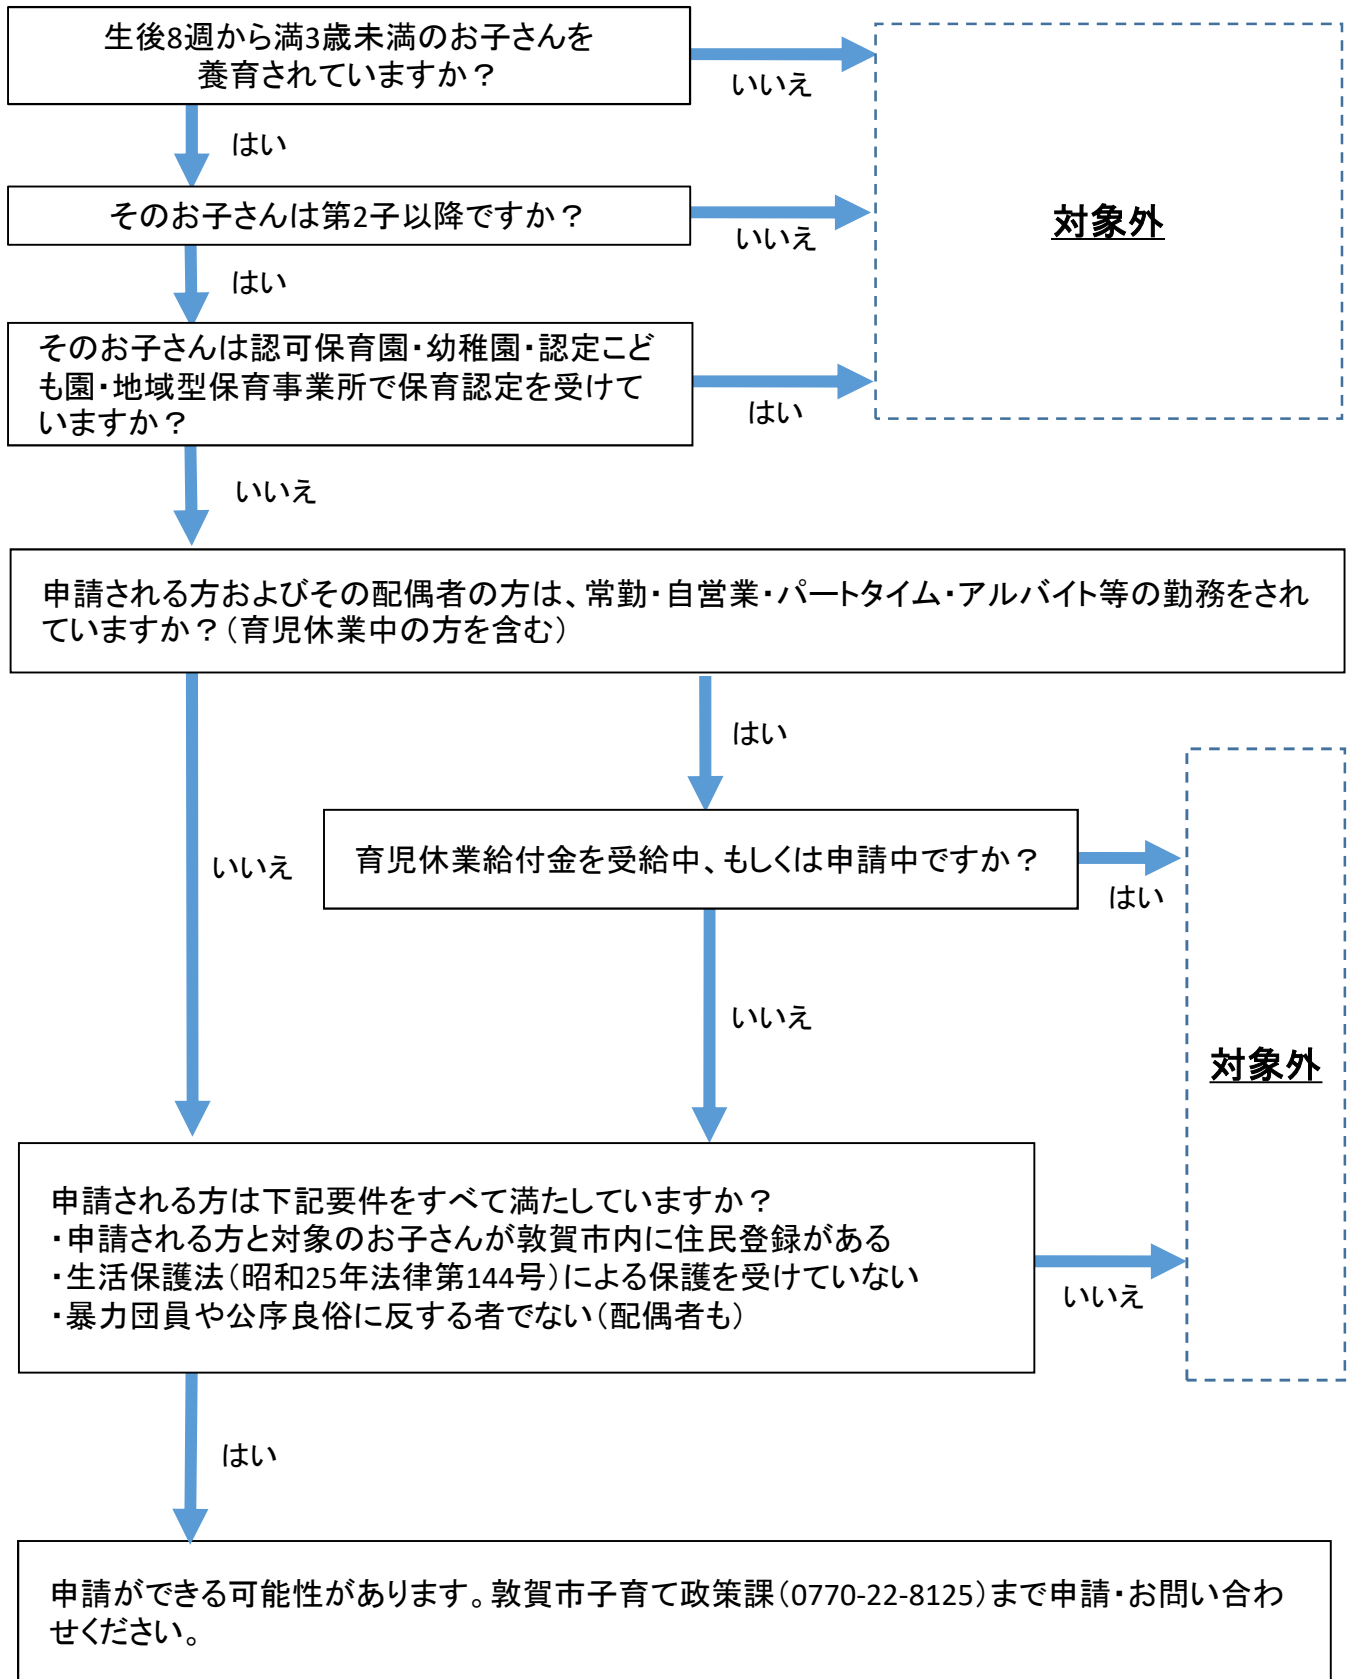 生後8週から満3歳未満のお子さんを
養育されていますか？
いいえ
はい
そのお子さんは第2子以降ですか？
いいえ
対象外
はい
そのお子さんは認可保育園・幼稚園・認定こど
も園・地域型保育事業所で保育認定を受けて
いますか？
はい
いいえ
申請される方およびその配偶者の方は、常勤・自営業・パートタイム・アルバイト等の勤務をされ
ていますか？（育児休業中の方を含む）
はい
いいえ
育児休業給付金を受給中、もしくは申請中ですか？
はい
いいえ
対象外
申請される方は下記要件をすべて満たしていますか？
・申請される方と対象のお子さんが敦賀市内に住民登録がある
・生活保護法（昭和25年法律第144号）による保護を受けていない
・暴力団員や公序良俗に反する者でない（配偶者も）
いいえ
はい
申請ができる可能性があります。敦賀市子育て政策課（0770-22-8125）まで申請・お問い合わ
せください。